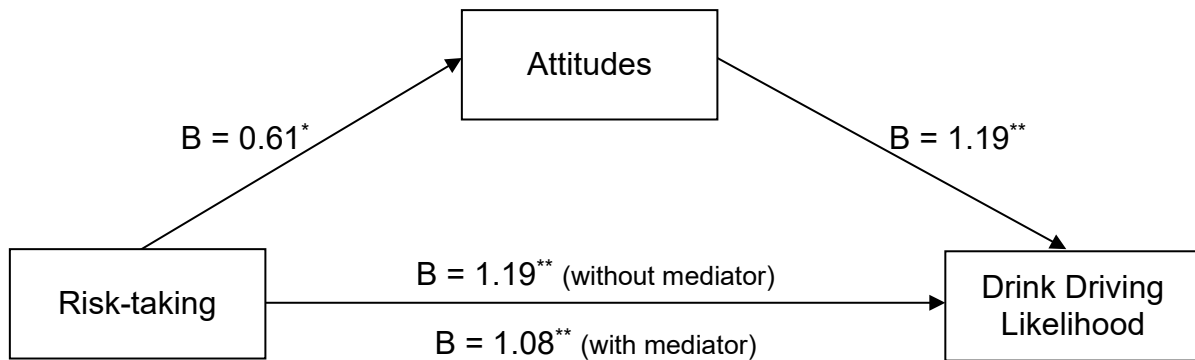 Attitudes
B = 0.61*
B = 1.19**
Risk-taking
B = 1.19** (without mediator)
B = 1.08** (with mediator)
Drink Driving
Likelihood